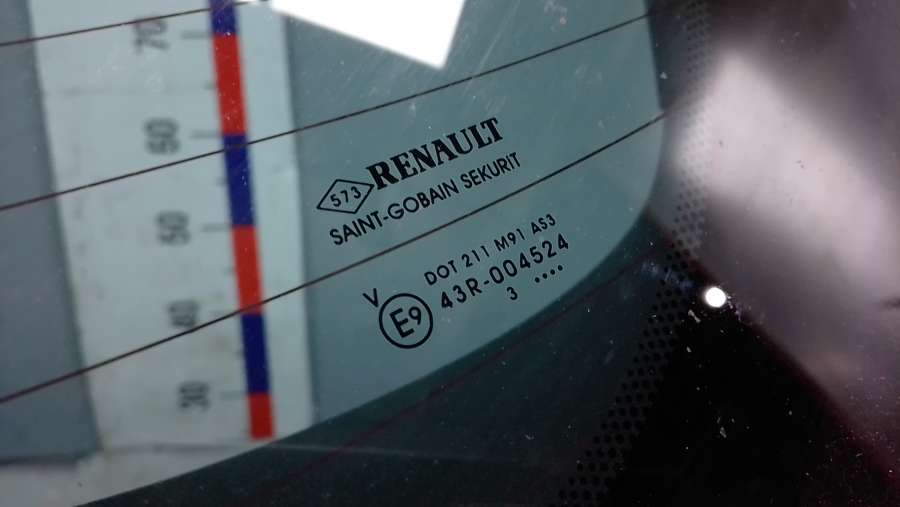 573 RENAULT
SAINT-GOBAIN SEKURIT
DOT 211 M91 AS3
V
E9 43R-004524
3 ••••
70
60
50
40
30